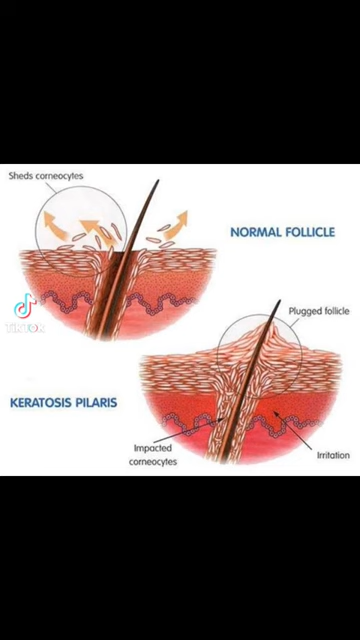 Sheds corneocytes
NORMAL FOLLICLE
Plugged follicle
TikTok
KERATOSIS PILARIS
Impacted
corneocytes
Irritation